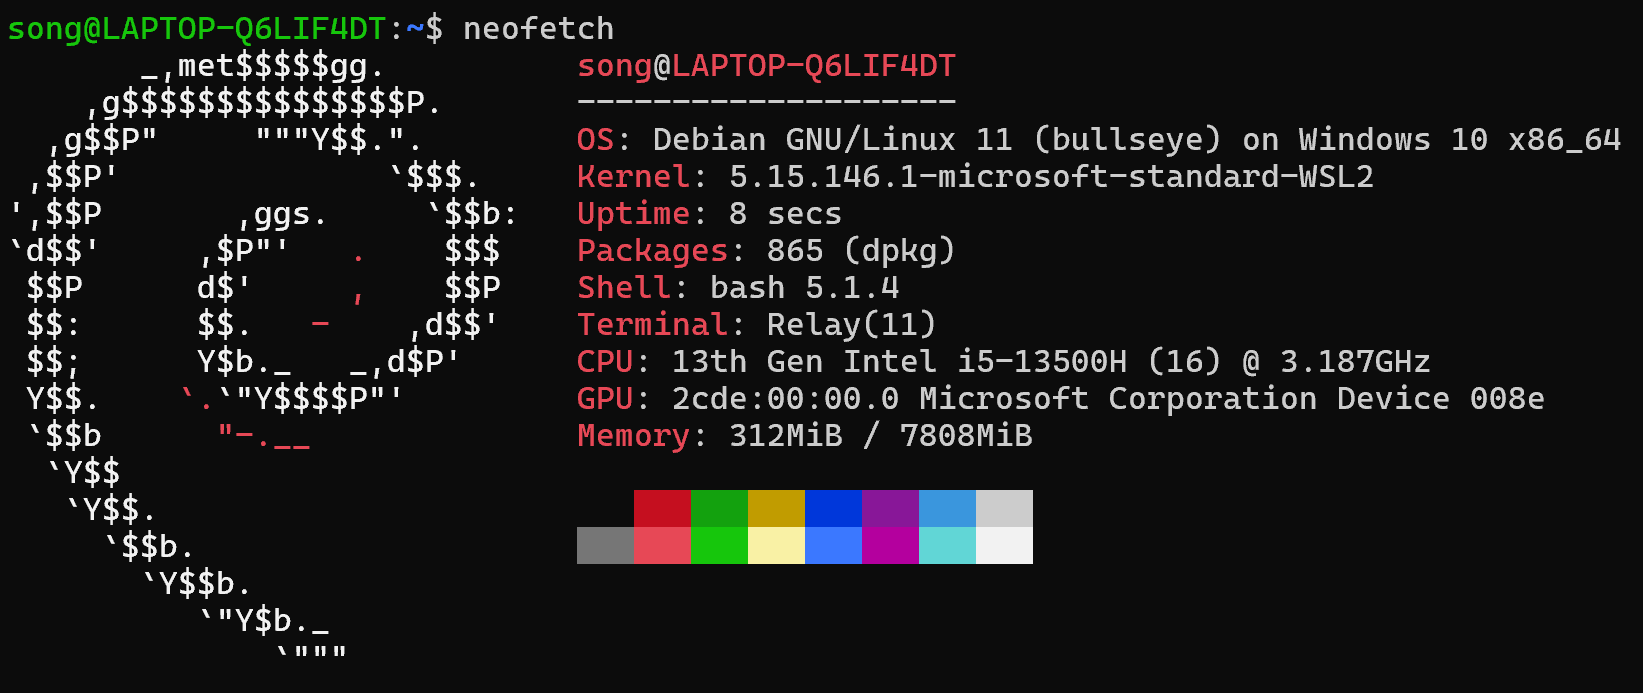 song@LAPTOP-Q6LIF4DT:~$ neofetch
       _,met$$$$$gg.          song@LAPTOP-Q6LIF4DT
    ,g$$$$$$$$$$$$$$$P.       --------------------
  ,g$$P"     """Y$$.".        OS: Debian GNU/Linux 11 (bullseye) on Windows 10 x86_64
 ,$$P'              `$$$.     Kernel: 5.15.146.1-microsoft-standard-WSL2
',$$P       ,ggs.     `$$b:   Uptime: 8 secs
`d$$'     ,$P"'   .    $$$    Packages: 865 (dpkg)
 $$P      d$'     ,    $$P    Shell: bash 5.1.4
 $$:      $$.   -    ,d$$'    Terminal: Relay(11)
 $$;      Y$b._   _,d$P'      CPU: 13th Gen Intel i5-13500H (16) @ 3.187GHz
 Y$$.    `.`"Y$$$$P"'         GPU: 2cde:00:00.0 Microsoft Corporation Device 008e
 `$$b      "-.__              Memory: 312MiB / 7808MiB
  `Y$$
   `Y$$.
     `$$b.
       `Y$$b.
          `"Y$b._
              `"""